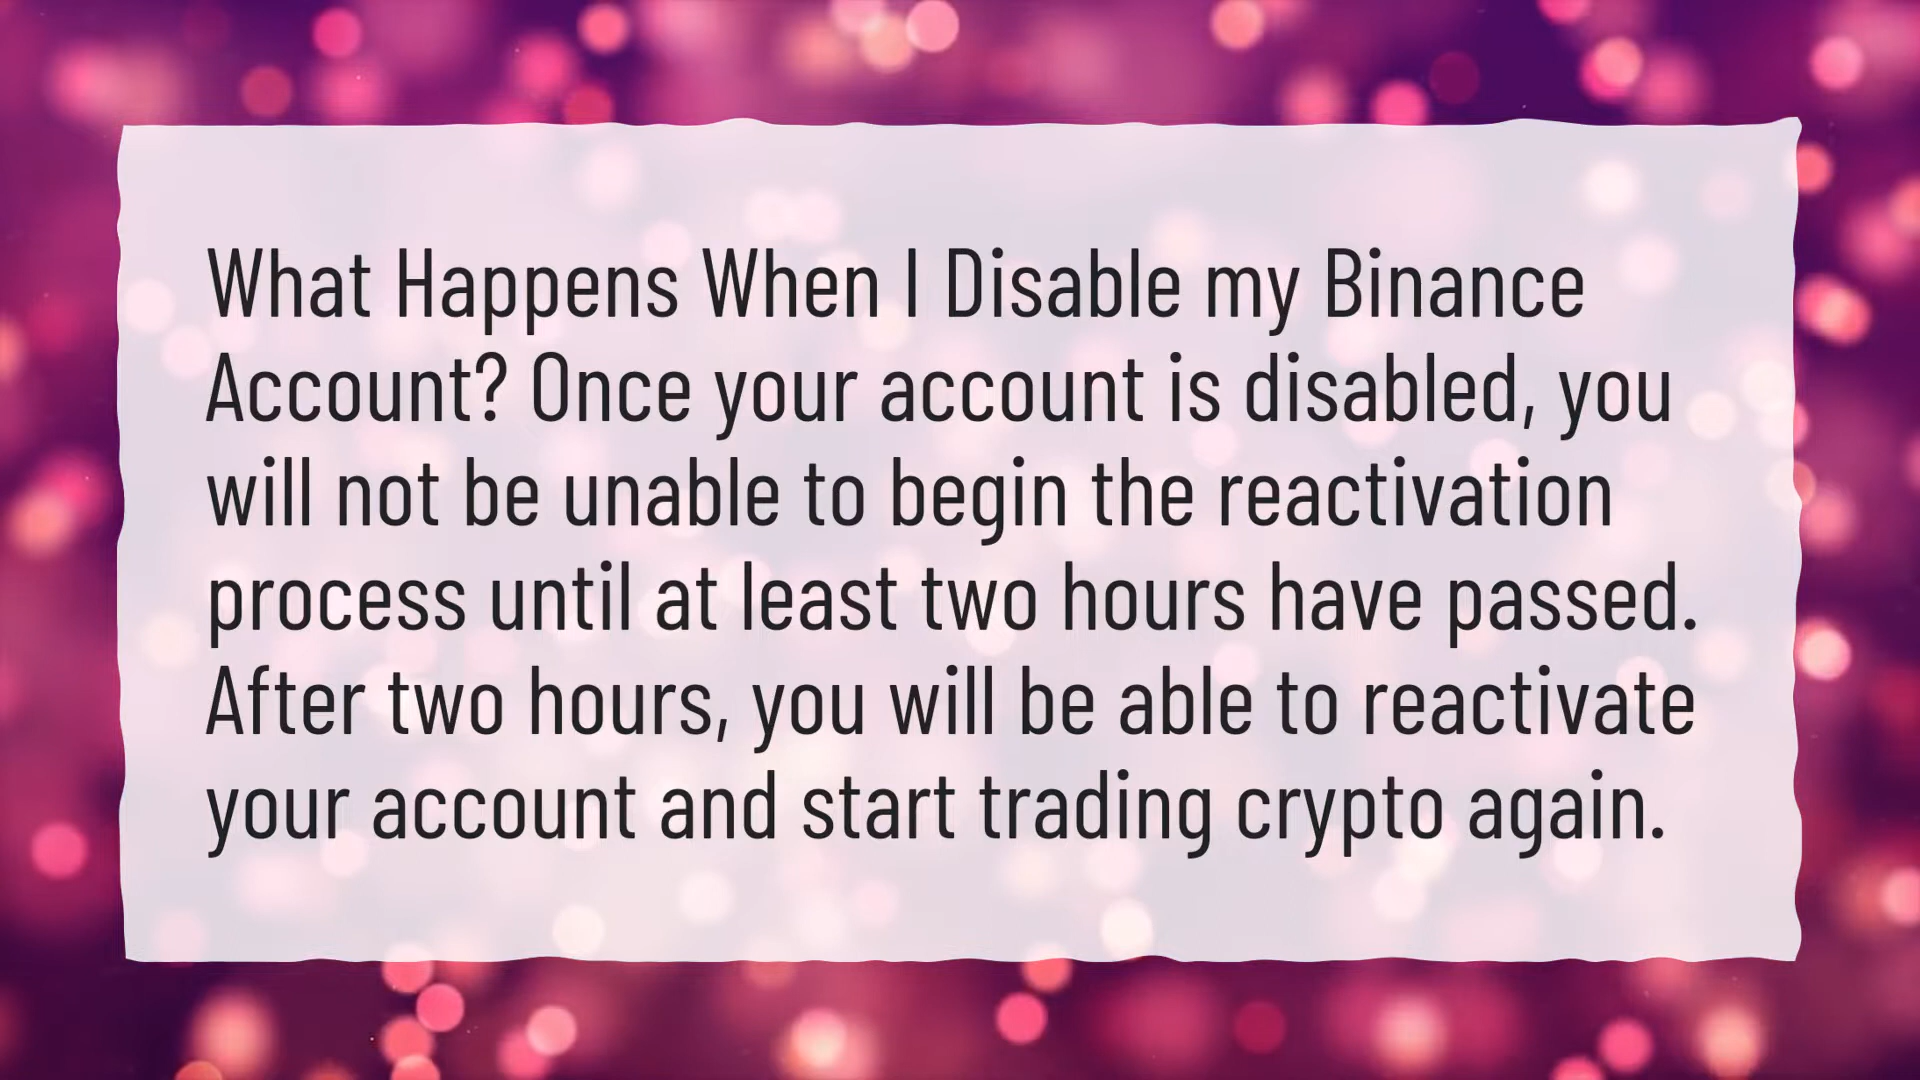 What Happens When I Disable my Binance
Account? Once your account is disabled, you
will not be unable to begin the reactivation
process until at least two hours have passed.
After two hours, you will be able to reactivate
your account and start trading crypto again.